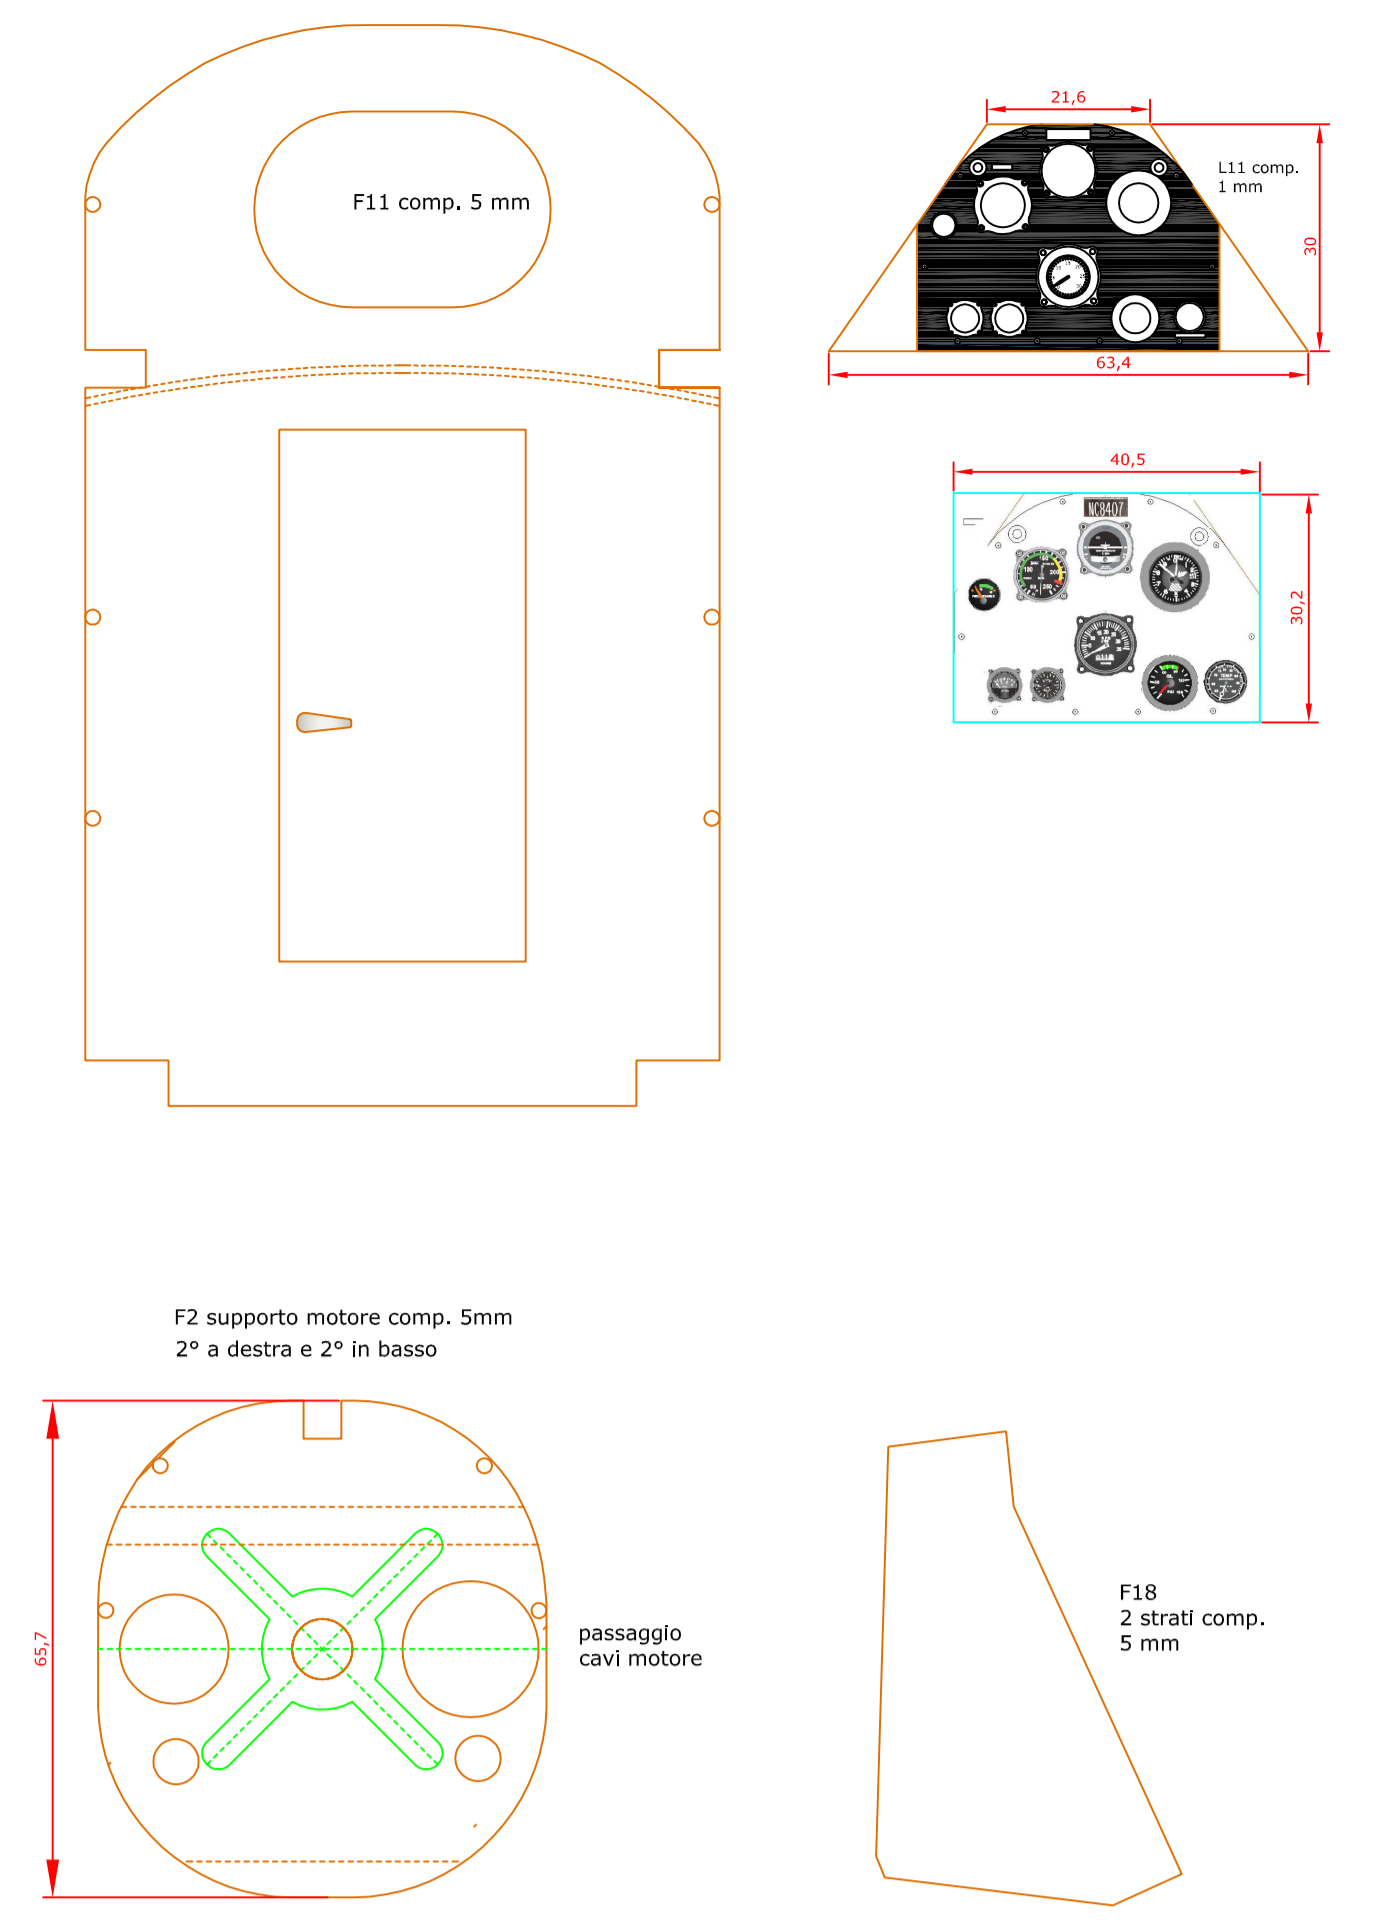 F11 comp. 5 mm
21,6
L11 comp.
1 mm
30
63,4
40,5
NC8407
30,2
F2 supporto motore comp. 5mm
2° a destra e 2° in basso
65,7
passaggio
cavi motore
F18
2 strati comp.
5 mm